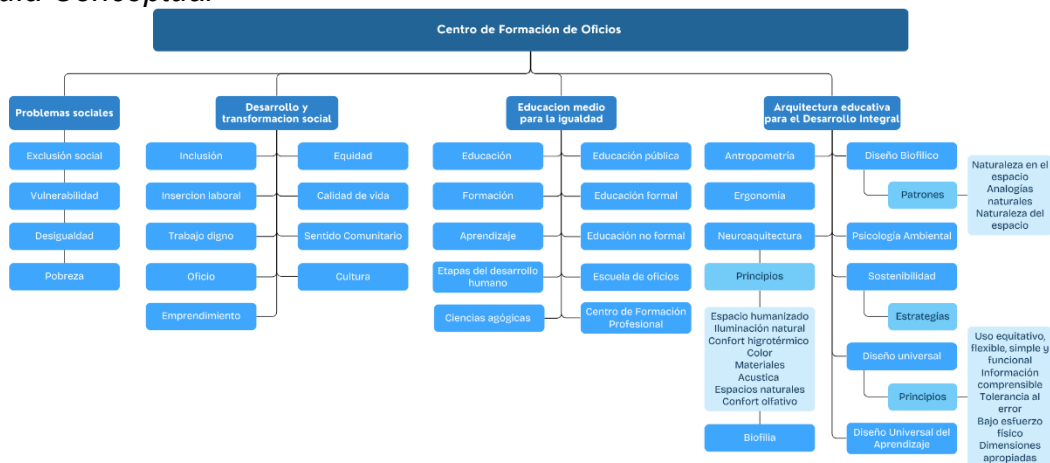 Centro de Formación de Oficios
Problemas sociales
Exclusión social
Vulnerabilidad
Desigualdad
Pobreza
Desarrollo y
transformacion social
Inclusión
Insercion laboral
Trabajo digno
Oficio
Emprendimiento
Equidad
Calidad de vida
Sentido Comunitario
Cultura
Educacion medio
para la igualdad
Educación
Formación
Aprendizaje
Etapas del desarrollo
humano
Ciencias agógicas
Educación pública
Educación formal
Educación no formal
Escuela de oficios
Centro de Formación
Profesional
Arquitectura educativa
para el Desarrollo Integral
Antropometría
Ergonomía
Neuroaquitectura
Principios
Espacio humanizado
Iluminación natural
Confort higrotérmico
Color
Materiales
Acustica
Espacios naturales
Confort olfativo
Biofilia
Diseño Biofilico
Patrones
Naturaleza en el
espacio
Analogías
naturales
Naturaleza del
espacio
Psicología Ambiental
Sostenibilidad
Estrategías
Diseño universal
Principios
Uso equitativo,
flexible, simple y
funcional
Información
comprensible
Tolerancia al
error
Bajo esfuerzo
físico
Dimensiones
apropiadas
Diseño Universal del
Aprendizaje